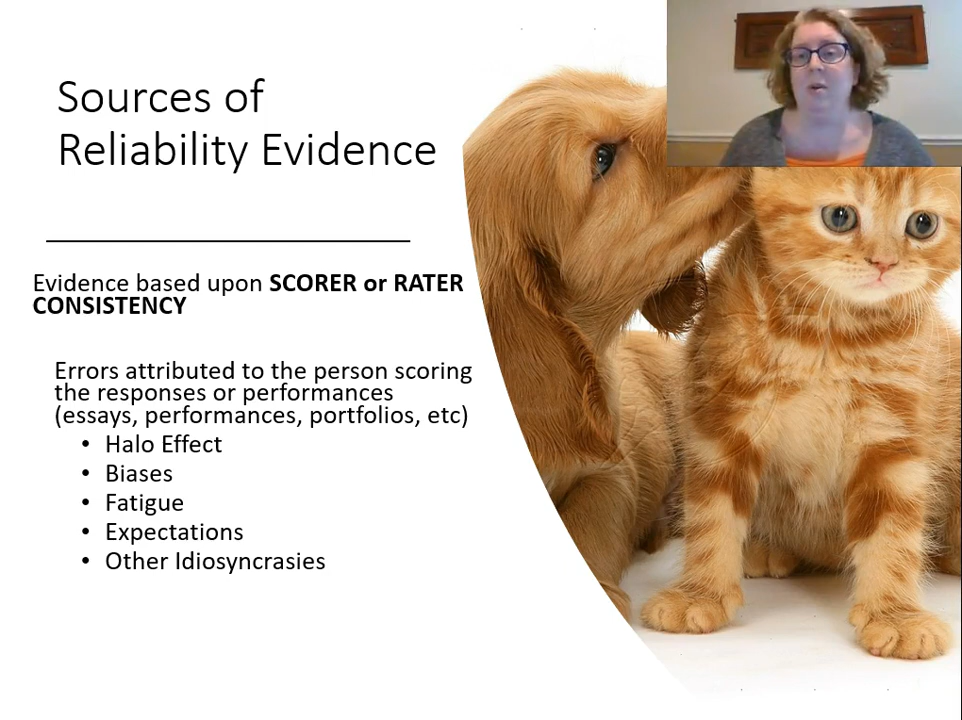 Sources of
Reliability Evidence
Evidence based upon SCORER or RATER
CONSISTENCY
Errors attributed to the person scoring
the responses or performances
(essays, performances, portfolios, etc)
• Halo Effect
• Biases
• Fatigue
• Expectations
• Other Idiosyncrasies